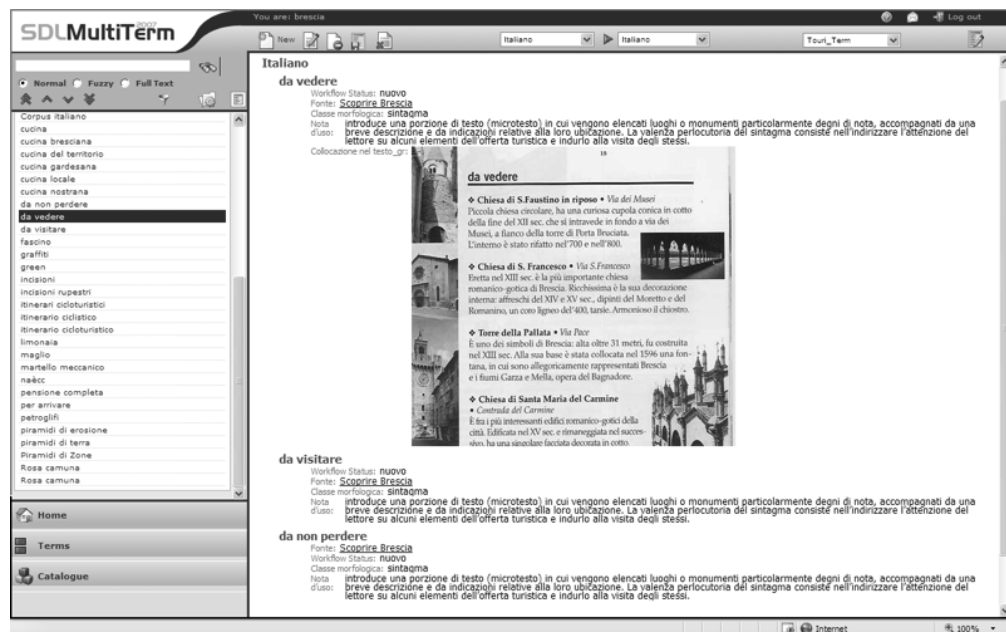 You are: brescia
Log out
SDL MultiTerm 2007
New
Italiano
Italiano
Touri_Term
Normal Fuzzy Full Text
Corpus italiano
cucina
cucina bresciana
cucina del territorio
cucina gardesana
cucina locale
cucina nostrana
da non perdere
da vedere
da visitare
fascino
graffiti
green
incisioni
incisioni rupestri
itinerari cicloturistici
itinerario ciclistico
itinerario cicloturistico
limonaia
maglio
martello meccanico
naècc
pensione completa
per arrivare
petroglifi
piramidi di erosione
piramidi di terra
Piramidi di Zone
Rosa camuna
Rosa camuna
Home
Terms
Catalogue
Italiano
da vedere
Workflow Status: nuovo
Fonte: Scoprire Brescia
Classe morfologica: sintagma
Nota d'uso: introduce una porzione di testo (microtesto) in cui vengono elencati luoghi o monumenti particolarmente degni di nota, accompagnati da una
breve descrizione e da indicazioni relative alla loro ubicazione. La valenza perlocutoria del sintagma consiste nell'indirizzare l'attenzione del
lettore su alcuni elementi dell'offerta turistica e indurlo alla visita degli stessi.
Collocazione nel testo_gr:
15
da vedere
❖ Chiesa di S.Faustino in riposo • Via dei Musei
Piccola chiesa circolare, ha una curiosa cupola conica in cotto
della fine del XII sec. che si intravede in fondo a via dei
Musei, a fianco della torre di Porta Bruciata.
L'interno è stato rifatto nel'700 e nell'800.
❖ Chiesa di S. Francesco • Via S.Francesco
Eretta nel XIII sec. è la più importante chiesa
romanico-gotica di Brescia. Ricchissima è la sua decorazione
interna: affreschi del XIV e XV sec., dipinti del Moretto e del
Romanino, un coro ligneo del'400, tarsie. Armonioso il chiostro.
❖ Torre della Pallata • Via Pace
È uno dei simboli di Brescia: alta oltre 31 metri, fu costruita
nel XIII sec. Alla sua base è stata collocata nel 1596 una fon-
tana, in cui sono allegoricamente rappresentati Brescia
e i fiumi Garza e Mella, opera del Bagnadore.
❖ Chiesa di Santa Maria del Carmine
• Contrada del Carmine
È fra i più interessanti edifici romanico-gotici della
città. Edificata nel XV sec. e rimaneggiata nel succes-
sivo, ha una singolare facciata decorata in cotto.
da visitare
Workflow Status: nuovo
Fonte: Scoprire Brescia
Classe morfologica: sintagma
Nota d'uso: introduce una porzione di testo (microtesto) in cui vengono elencati luoghi o monumenti particolarmente degni di nota, accompagnati da una
breve descrizione e da indicazioni relative alla loro ubicazione. La valenza perlocutoria del sintagma consiste nell'indirizzare l'attenzione del
lettore su alcuni elementi dell'offerta turistica e indurlo alla visita degli stessi.
da non perdere
Fonte: Scoprire Brescia
Workflow Status: nuovo
Classe morfologica: sintagma
Nota d'uso: introduce una porzione di testo (microtesto) in cui vengono elencati luoghi o monumenti particolarmente degni di nota, accompagnati da una
breve descrizione e da indicazioni relative alla loro ubicazione. La valenza perlocutoria del sintagma consiste nell'indirizzare l'attenzione del
lettore su alcuni elementi dell'offerta turistica e indurlo alla visita degli stessi.
Internet
100%